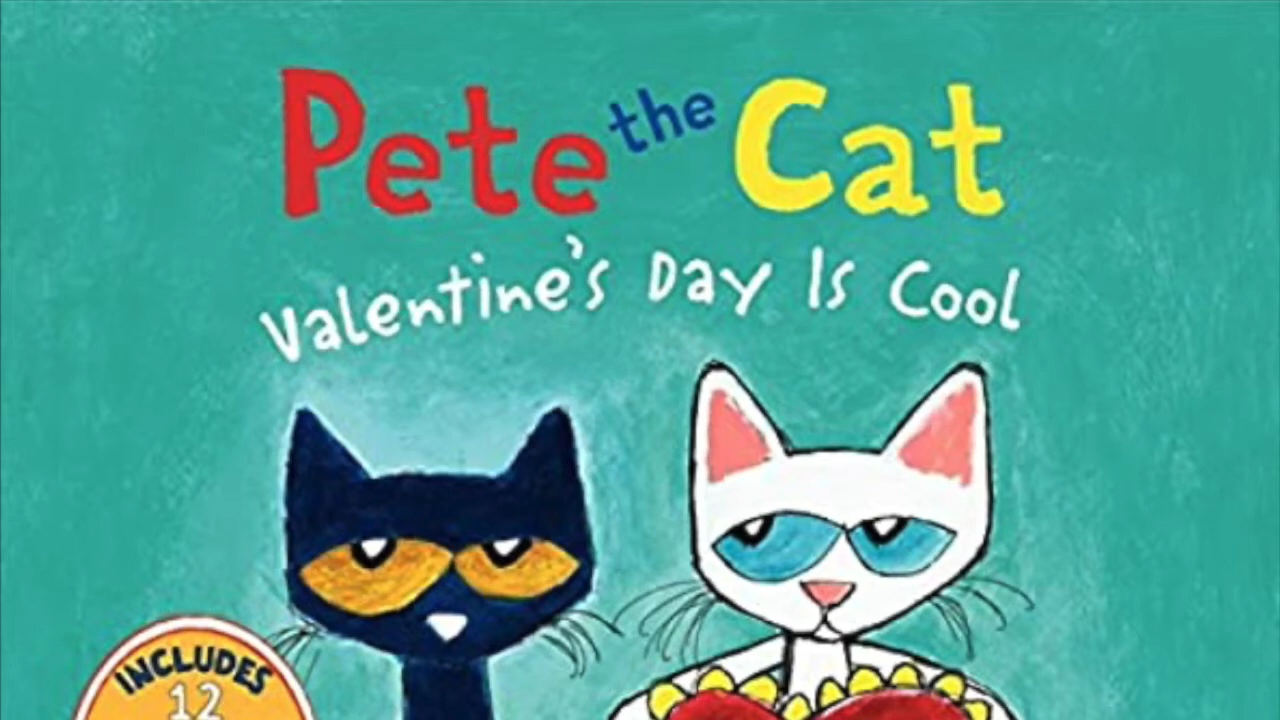 Pete the Cat
Valentine's Day Is Cool
INCLUDES
12